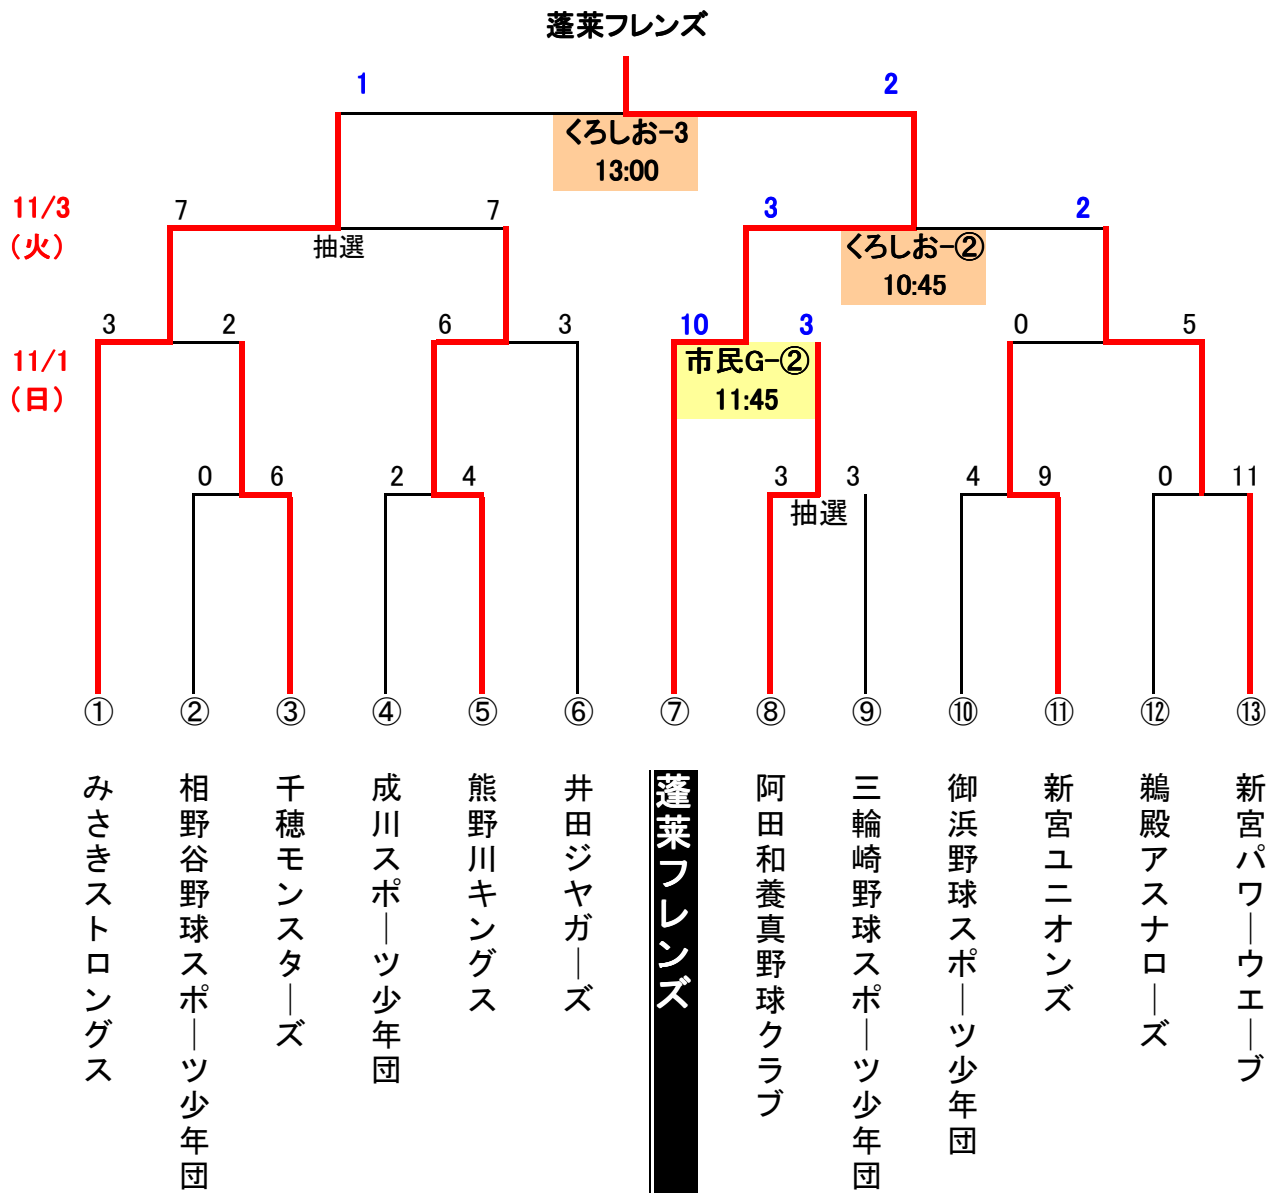 蓬莱フレンズ
1
2
くろしお-3
13:00
11/3
(火)
7
7
抽選
3
2
くろしお-②
10:45
11/1
(日)
3
2
6
3
10
3
市民G-②
11:45
0
5
0
6
2
4
3
3
抽選
4
9
0
11
①
②
③
④
⑤
⑥
⑦
⑧
⑨
⑩
⑪
⑫
⑬
みさきストロングス
相野谷野球スポーツ少年団
千穂モンスターズ
成川スポーツ少年団
熊野川キングス
井田ジヤガーズ
蓬莱フレンズ
阿田和養真野球クラブ
三輪崎野球スポーツ少年団
御浜野球スポーツ少年団
新宮ユニオンズ
鵜殿アスナローズ
新宮パワーウエーブ